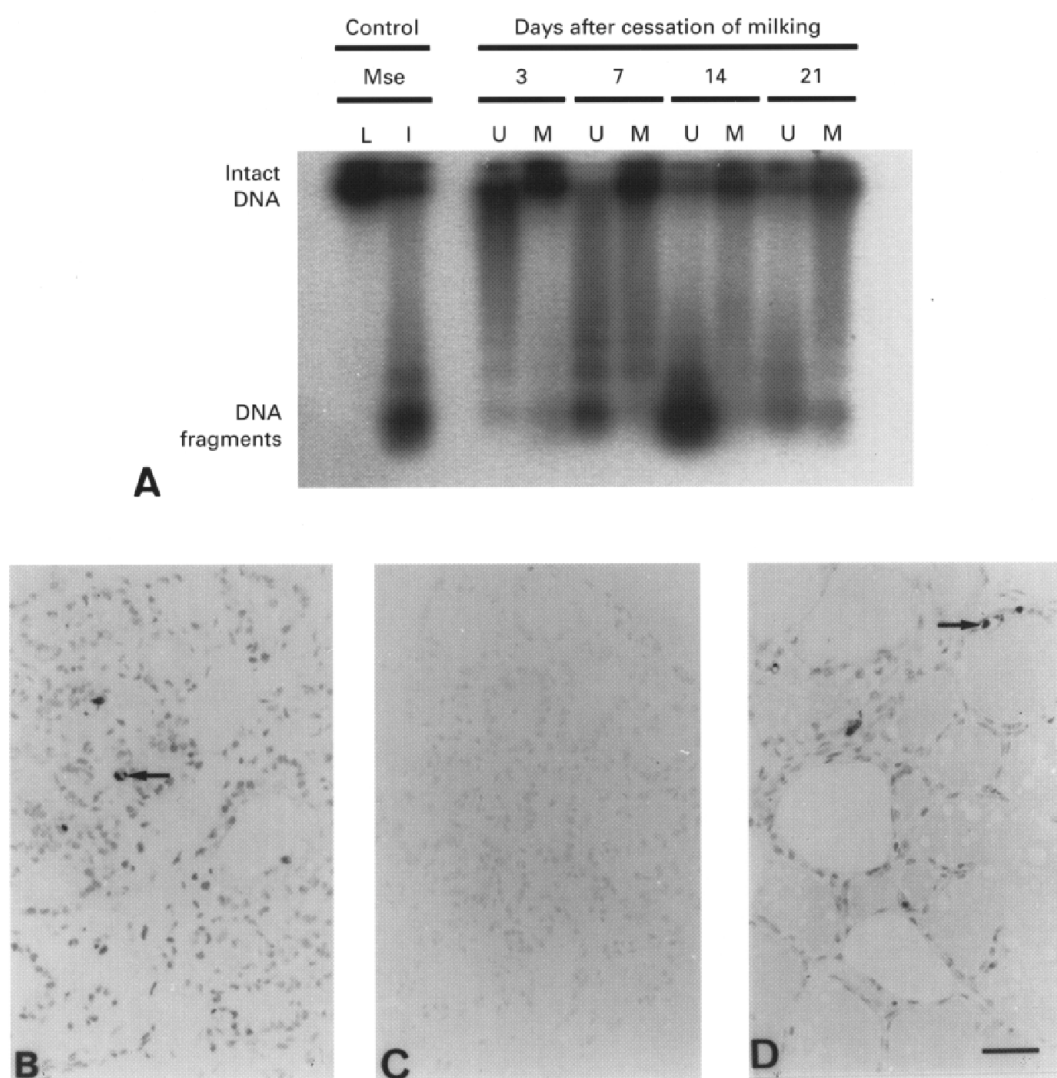 Control Days after cessation of milking
Mse 3 7 14 21
L I U M U M U M U M
Intact
DNA
DNA
fragments
A
B C D